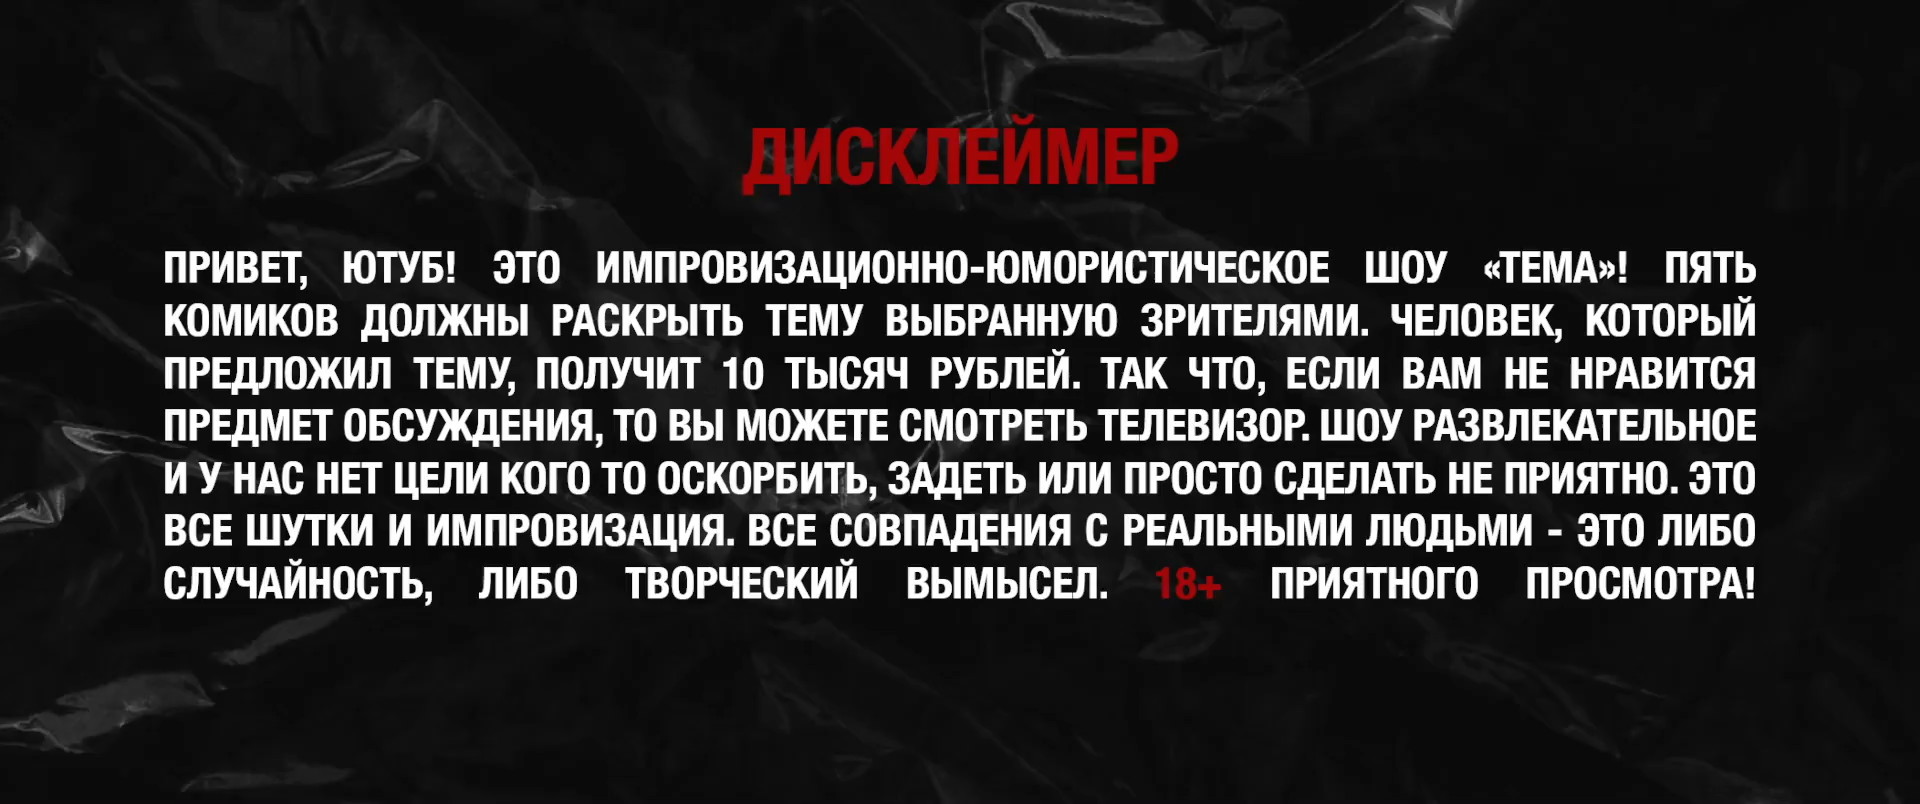 ДИСКЛЕЙМЕР
ПРИВЕТ, ЮТУБ! ЭТО ИМПРОВИЗАЦИОННО-ЮМОРИСТИЧЕСКОЕ ШОУ «ТЕМА»! ПЯТЬ
КОМИКОВ ДОЛЖНЫ РАСКРЫТЬ ТЕМУ ВЫБРАННУЮ ЗРИТЕЛЯМИ. ЧЕЛОВЕК, КОТОРЫЙ
ПРЕДЛОЖИЛ ТЕМУ, ПОЛУЧИТ 10 ТЫСЯЧ РУБЛЕЙ. ТАК ЧТО, ЕСЛИ ВАМ НЕ НРАВИТСЯ
ПРЕДМЕТ ОБСУЖДЕНИЯ, ТО ВЫ МОЖЕТЕ СМОТРЕТЬ ТЕЛЕВИЗОР. ШОУ РАЗВЛЕКАТЕЛЬНОЕ
И У НАС НЕТ ЦЕЛИ КОГО ТО ОСКОРБИТЬ, ЗАДЕТЬ ИЛИ ПРОСТО СДЕЛАТЬ НЕ ПРИЯТНО. ЭТО
ВСЕ ШУТКИ И ИМПРОВИЗАЦИЯ. ВСЕ СОВПАДЕНИЯ С РЕАЛЬНЫМИ ЛЮДЬМИ - ЭТО ЛИБО
СЛУЧАЙНОСТЬ, ЛИБО ТВОРЧЕСКИЙ ВЫМЫСЕЛ. 18+ ПРИЯТНОГО ПРОСМОТРА!